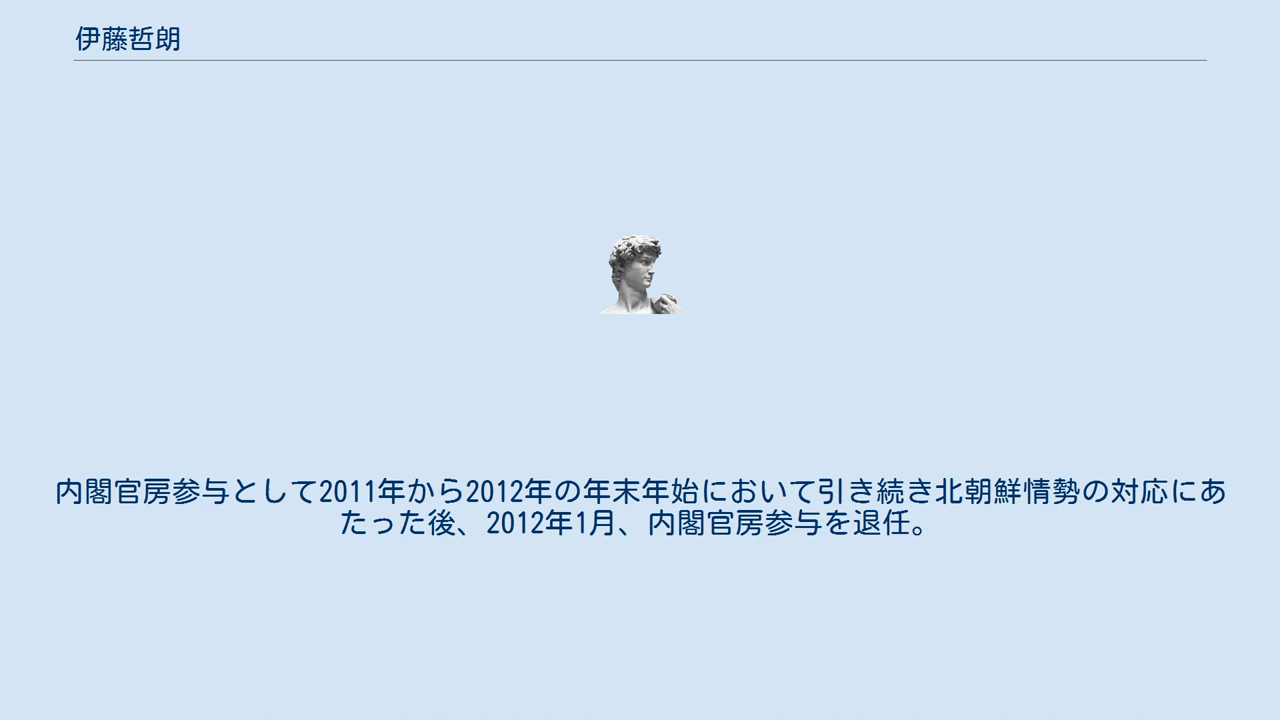 伊藤哲朗
内閣官房参与として2011年から2012年の年末年始において引き続き北朝鮮情勢の対応にあ
たった後、2012年1月、内閣官房参与を退任。